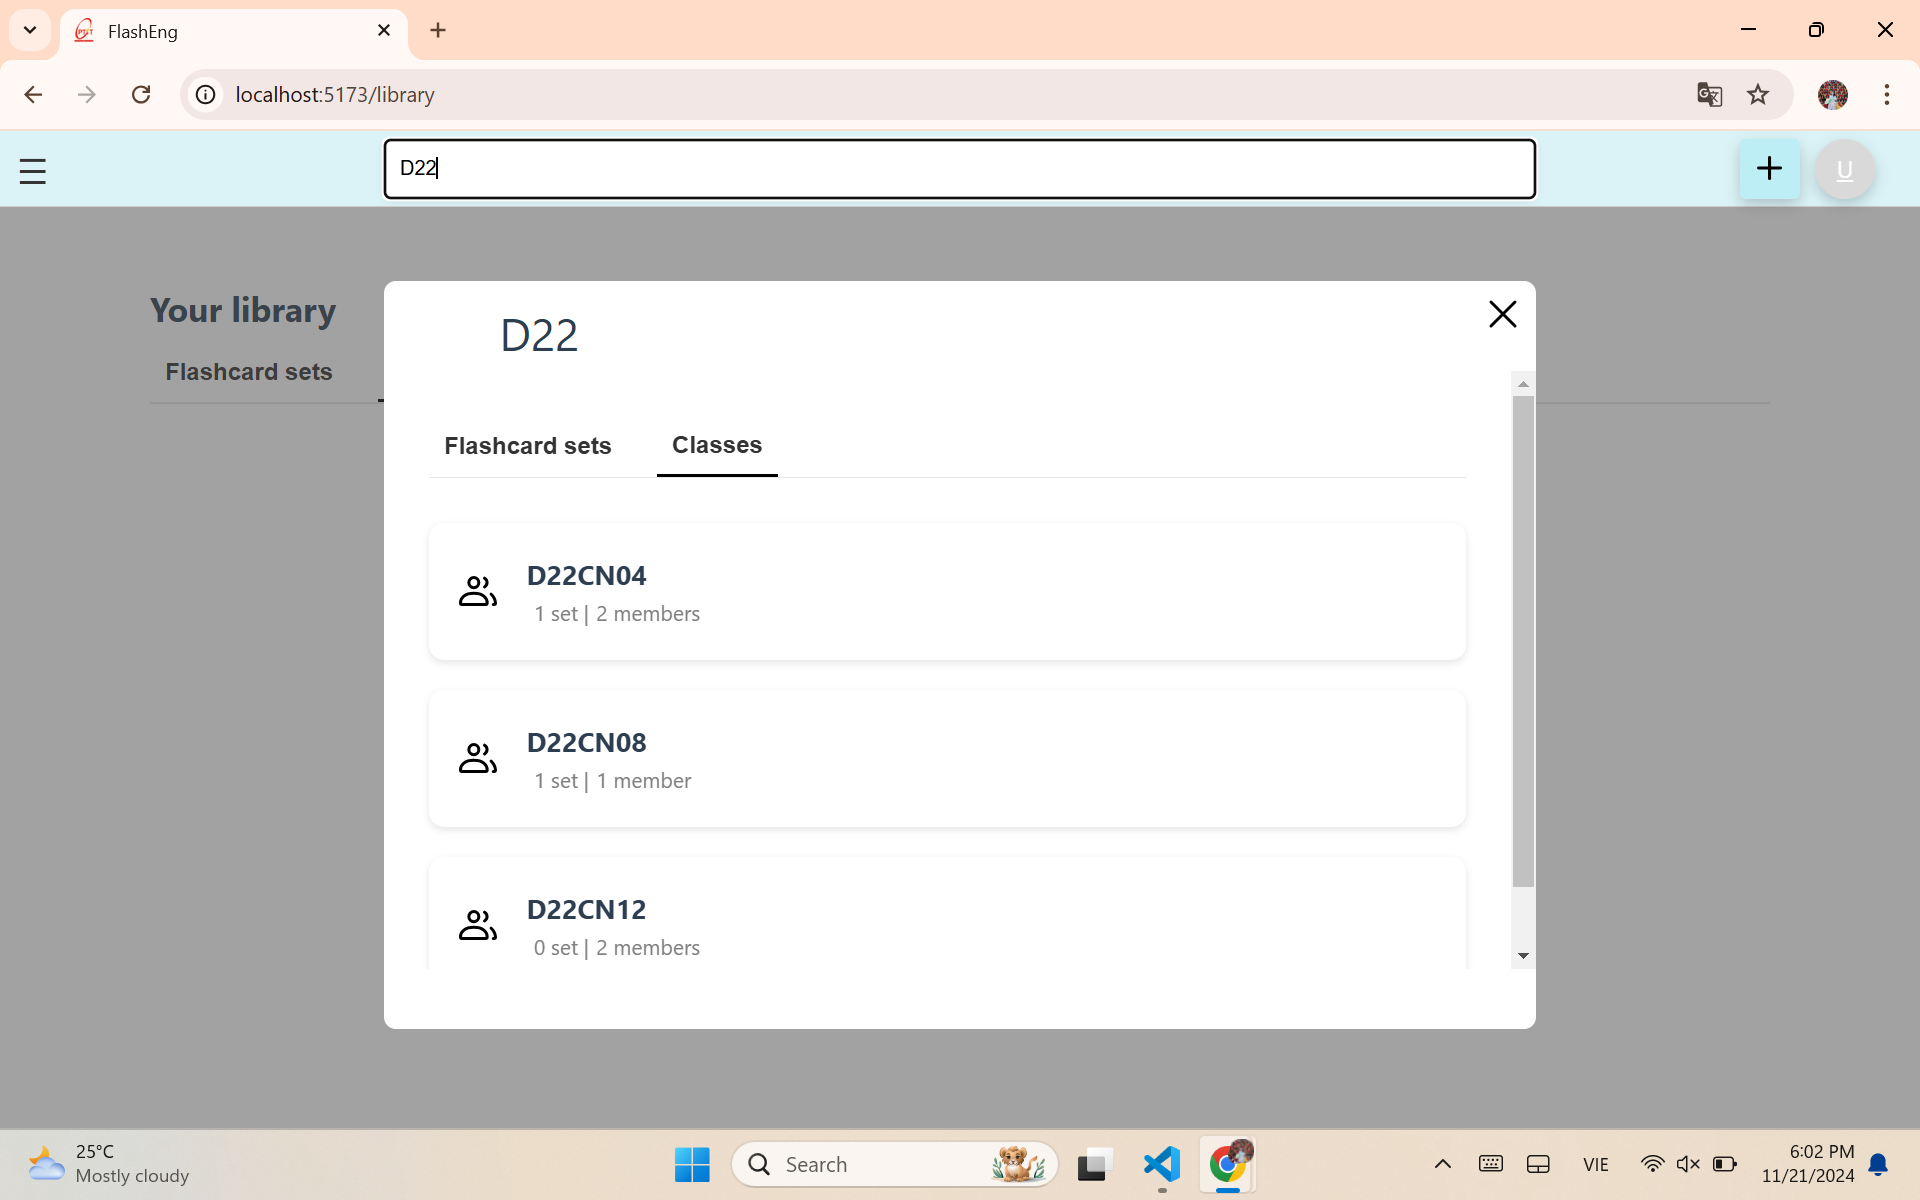 FlashEng
localhost:5173/library
D22
U
Your library
Flashcard sets
D22
Flashcard sets
Classes
D22CN04
1 set | 2 members
D22CN08
1 set | 1 member
D22CN12
0 set | 2 members
25°C
Mostly cloudy
Search
VIE
6:02 PM
11/21/2024